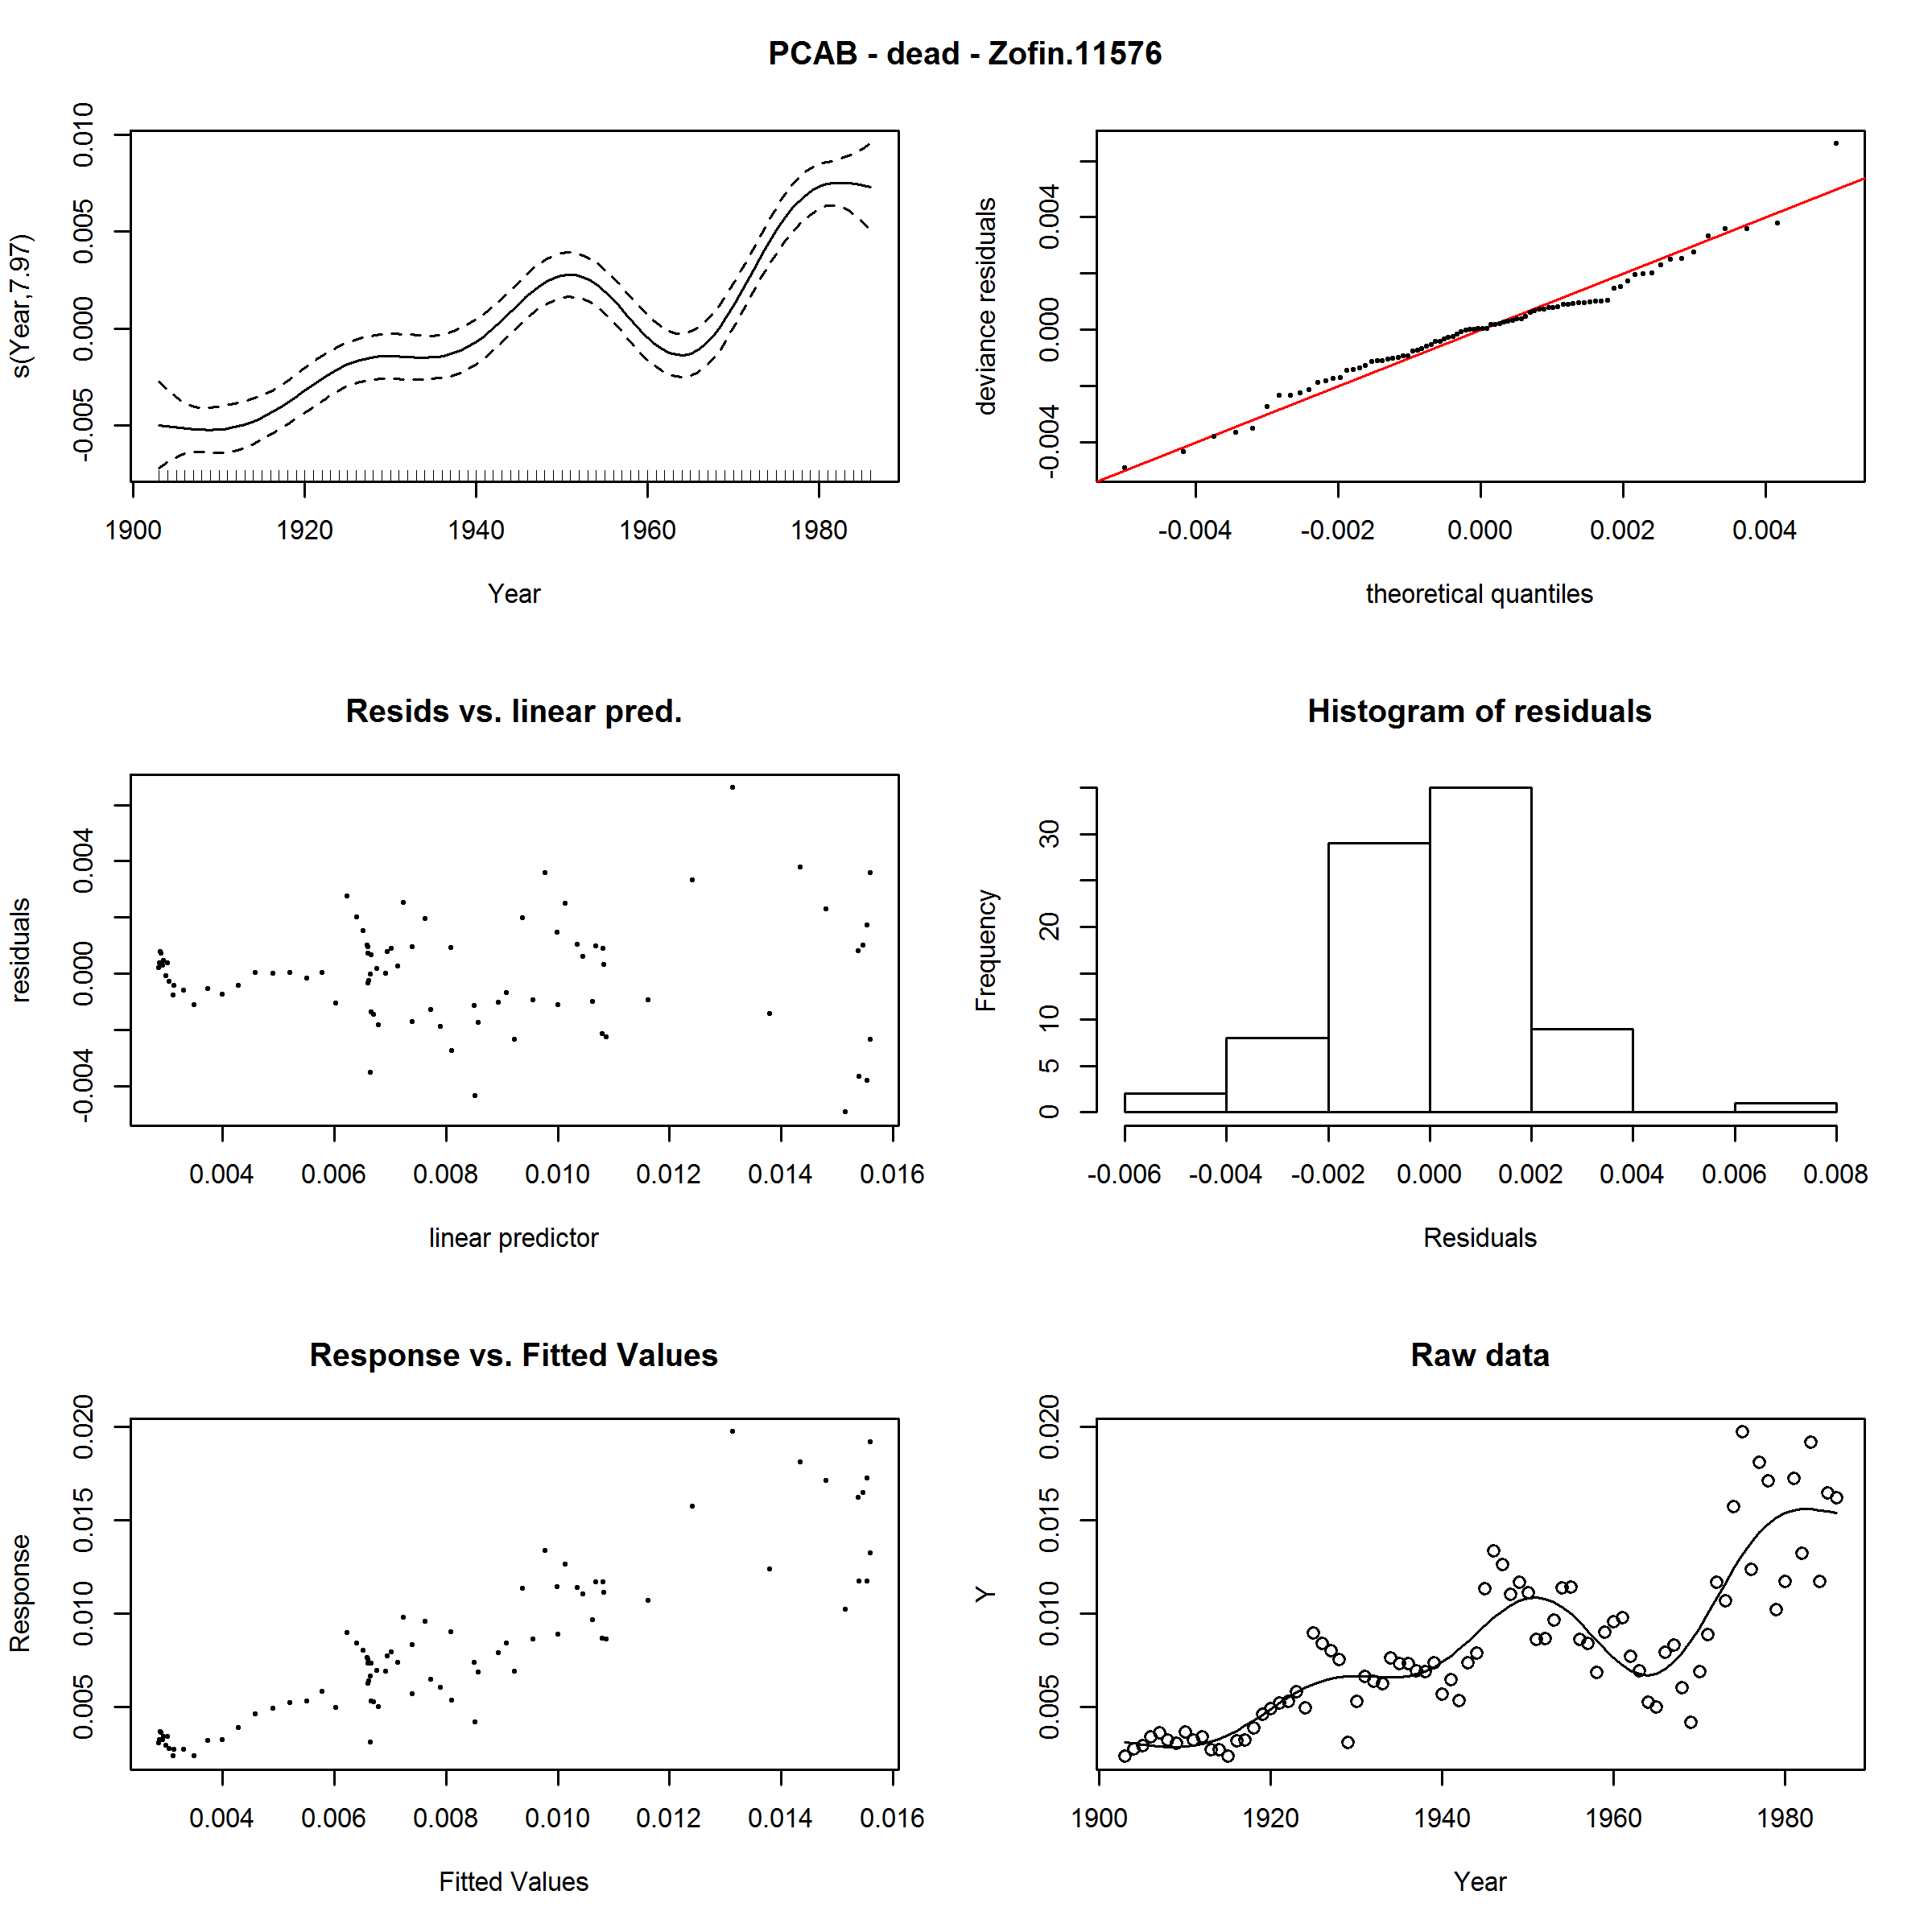 PCAB - dead - Zofin.11576
s(Year,7.97)
-0.005 0.000 0.005 0.010
1900 1920 1940 1960 1980
Year
deviance residuals
-0.004 0.000 0.004
-0.004 -0.002 0.000 0.002 0.004
theoretical quantiles
Resids vs. linear pred.
residuals
-0.004 0.000 0.004
0.004 0.006 0.008 0.010 0.012 0.014 0.016
linear predictor
Histogram of residuals
Frequency
0 5 10 20 30
-0.006 -0.004 -0.002 0.000 0.002 0.004 0.006 0.008
Residuals
Response vs. Fitted Values
Response
0.005 0.010 0.015 0.020
0.004 0.006 0.008 0.010 0.012 0.014 0.016
Fitted Values
Raw data
Y
0.005 0.010 0.015 0.020
1900 1920 1940 1960 1980
Year